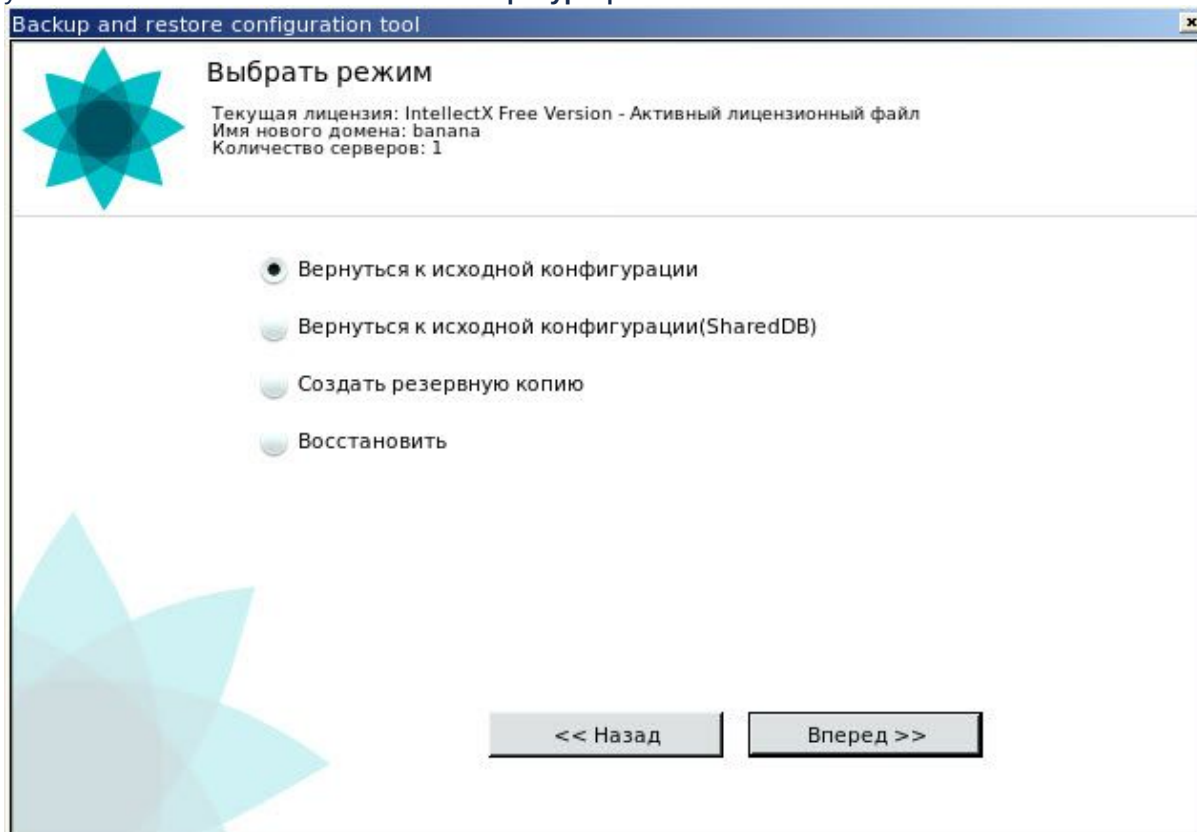 Backup and restore configuration tool
Выбрать режим
Текущая лицензия: IntellectX Free Version - Активный лицензионный файл
Имя нового домена: banana
Количество серверов: 1
Вернуться к исходной конфигурации
Вернуться к исходной конфигурации(SharedDB)
Создать резервную копию
Восстановить
<< Назад
Вперед >>